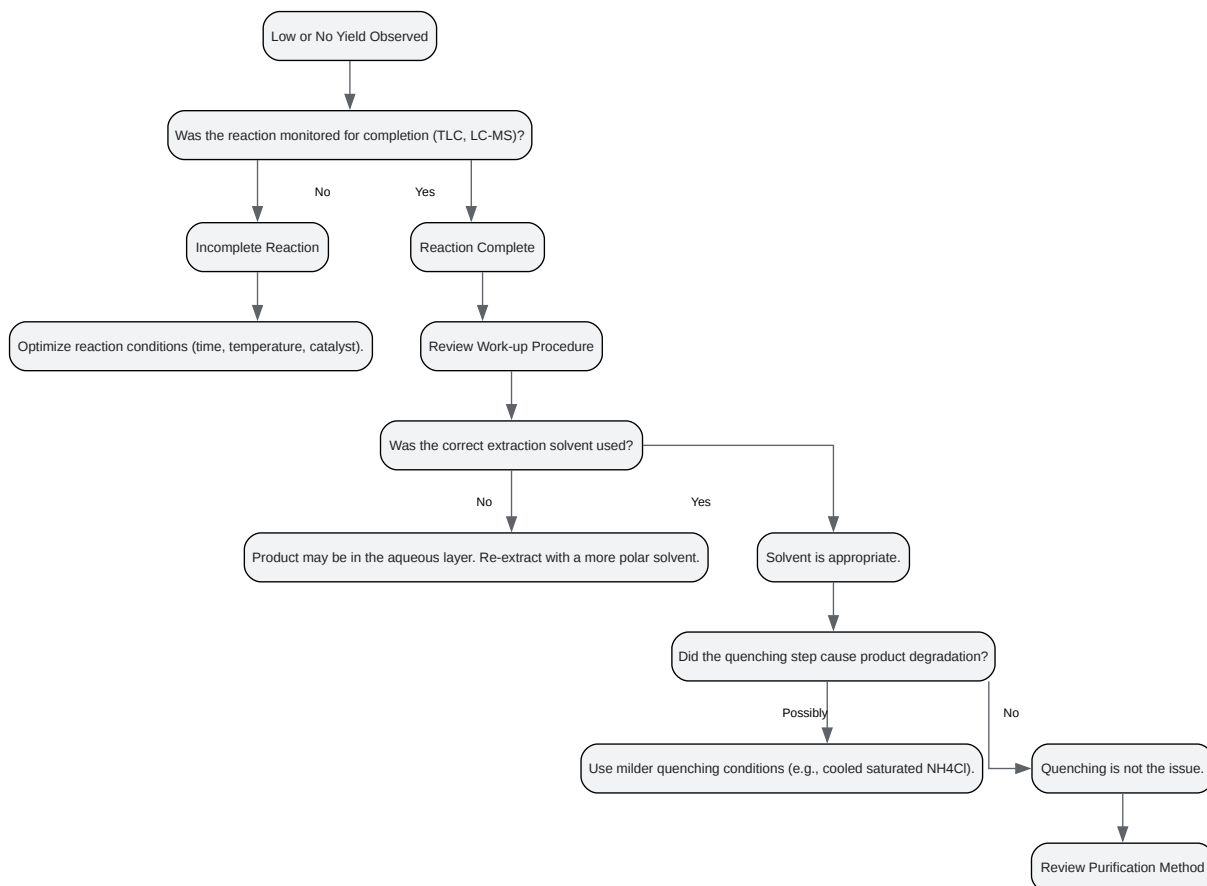 Low or No Yield Observed
Was the reaction monitored for completion (TLC, LC-MS)?
No
Yes
Incomplete Reaction
Reaction Complete
Optimize reaction conditions (time, temperature, catalyst).
Review Work-up Procedure
Was the correct extraction solvent used?
No
Yes
Product may be in the aqueous layer. Re-extract with a more polar solvent.
Solvent is appropriate.
Did the quenching step cause product degradation?
Possibly
No
Use milder quenching conditions (e.g., cooled saturated NH4Cl).
Quenching is not the issue.
Review Purification Method